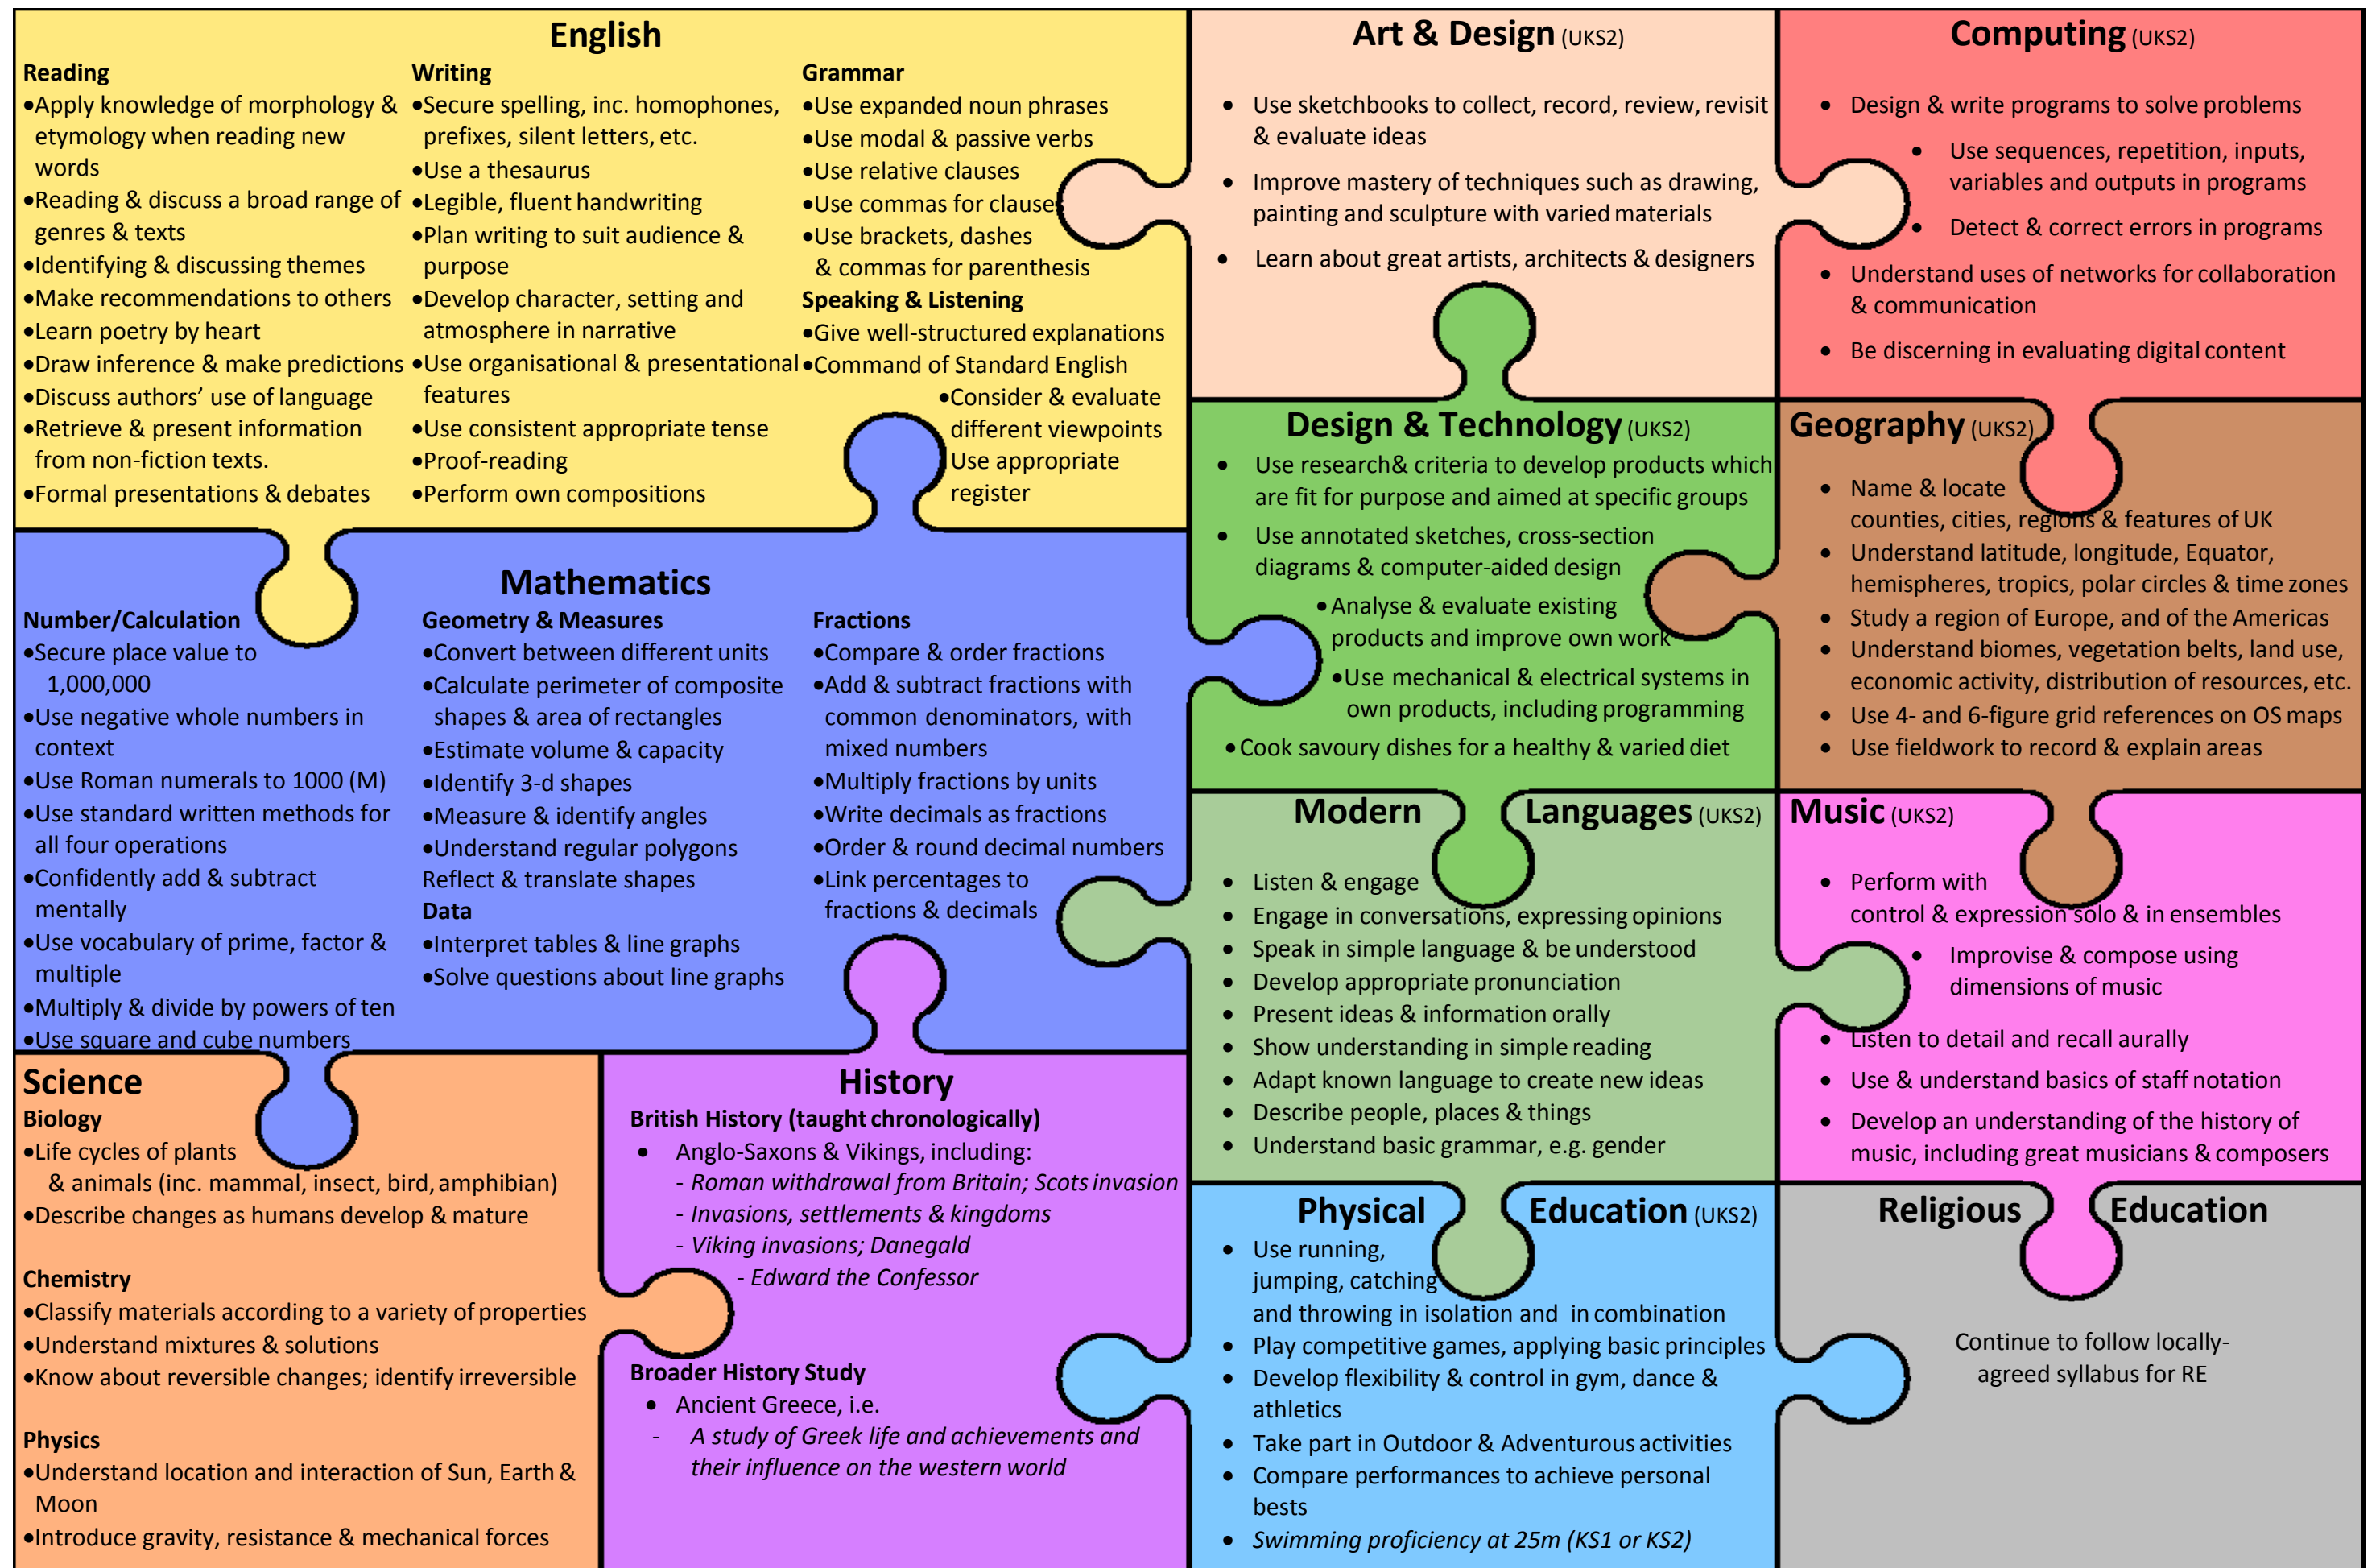 English
Reading
•Apply knowledge of morphology &
etymology when reading new
words
•Reading & discuss a broad range of
genres & texts
•Identifying & discussing themes
•Make recommendations to others
•Learn poetry by heart
•Draw inference & make predictions
•Discuss authors’ use of language
•Retrieve & present information
from non-fiction texts.
•Formal presentations & debates
Writing
•Secure spelling, inc. homophones,
prefixes, silent letters, etc.
•Use a thesaurus
•Legible, fluent handwriting
•Plan writing to suit audience &
purpose
•Develop character, setting and
atmosphere in narrative
•Use organisational & presentational
features
•Use consistent appropriate tense
•Proof-reading
•Perform own compositions
Grammar
•Use expanded noun phrases
•Use modal & passive verbs
•Use relative clauses
•Use commas for clauses
•Use brackets, dashes
& commas for parenthesis
Speaking & Listening
•Give well-structured explanations
•Command of Standard English
•Consider & evaluate
different viewpoints
Use appropriate
register
Art & Design (UKS2)
• Use sketchbooks to collect, record, review, revisit
& evaluate ideas
• Improve mastery of techniques such as drawing,
painting and sculpture with varied materials
• Learn about great artists, architects & designers
Computing (UKS2)
• Design & write programs to solve problems
• Use sequences, repetition, inputs,
variables and outputs in programs
• Detect & correct errors in programs
• Understand uses of networks for collaboration
& communication
• Be discerning in evaluating digital content
Mathematics
Number/Calculation
•Secure place value to
1,000,000
•Use negative whole numbers in
context
•Use Roman numerals to 1000 (M)
•Use standard written methods for
all four operations
•Confidently add & subtract
mentally
•Use vocabulary of prime, factor &
multiple
•Multiply & divide by powers of ten
•Use square and cube numbers
Geometry & Measures
•Convert between different units
•Calculate perimeter of composite
shapes & area of rectangles
•Estimate volume & capacity
•Identify 3-d shapes
•Measure & identify angles
•Understand regular polygons
Reflect & translate shapes
Data
•Interpret tables & line graphs
•Solve questions about line graphs
Fractions
•Compare & order fractions
•Add & subtract fractions with
common denominators, with
mixed numbers
•Multiply fractions by units
•Write decimals as fractions
•Order & round decimal numbers
•Link percentages to
fractions & decimals
Design & Technology (UKS2)
• Use research& criteria to develop products which
are fit for purpose and aimed at specific groups
• Use annotated sketches, cross-section
diagrams & computer-aided design
•Analyse & evaluate existing
products and improve own work
•Use mechanical & electrical systems in
own products, including programming
•Cook savoury dishes for a healthy & varied diet
Geography (UKS2)
• Name & locate
counties, cities, regions & features of UK
• Understand latitude, longitude, Equator,
hemispheres, tropics, polar circles & time zones
• Study a region of Europe, and of the Americas
• Understand biomes, vegetation belts, land use,
economic activity, distribution of resources, etc.
• Use 4- and 6-figure grid references on OS maps
• Use fieldwork to record & explain areas
Modern Languages (UKS2)
• Listen & engage
• Engage in conversations, expressing opinions
• Speak in simple language & be understood
• Develop appropriate pronunciation
• Present ideas & information orally
• Show understanding in simple reading
• Adapt known language to create new ideas
• Describe people, places & things
• Understand basic grammar, e.g. gender
Music (UKS2)
• Perform with
control & expression solo & in ensembles
• Improvise & compose using
dimensions of music
• Listen to detail and recall aurally
• Use & understand basics of staff notation
• Develop an understanding of the history of
music, including great musicians & composers
Science
Biology
•Life cycles of plants
& animals (inc. mammal, insect, bird, amphibian)
•Describe changes as humans develop & mature
Chemistry
•Classify materials according to a variety of properties
•Understand mixtures & solutions
•Know about reversible changes; identify irreversible
Physics
•Understand location and interaction of Sun, Earth &
Moon
•Introduce gravity, resistance & mechanical forces
History
British History (taught chronologically)
• Anglo-Saxons & Vikings, including:
- Roman withdrawal from Britain; Scots invasion
- Invasions, settlements & kingdoms
- Viking invasions; Danegald
- Edward the Confessor
Broader History Study
• Ancient Greece, i.e.
- A study of Greek life and achievements and
their influence on the western world
Physical Education (UKS2)
• Use running,
jumping, catching
and throwing in isolation and in combination
• Play competitive games, applying basic principles
• Develop flexibility & control in gym, dance &
athletics
• Take part in Outdoor & Adventurous activities
• Compare performances to achieve personal
bests
• Swimming proficiency at 25m (KS1 or KS2)
Religious Education
Continue to follow locally-
agreed syllabus for RE